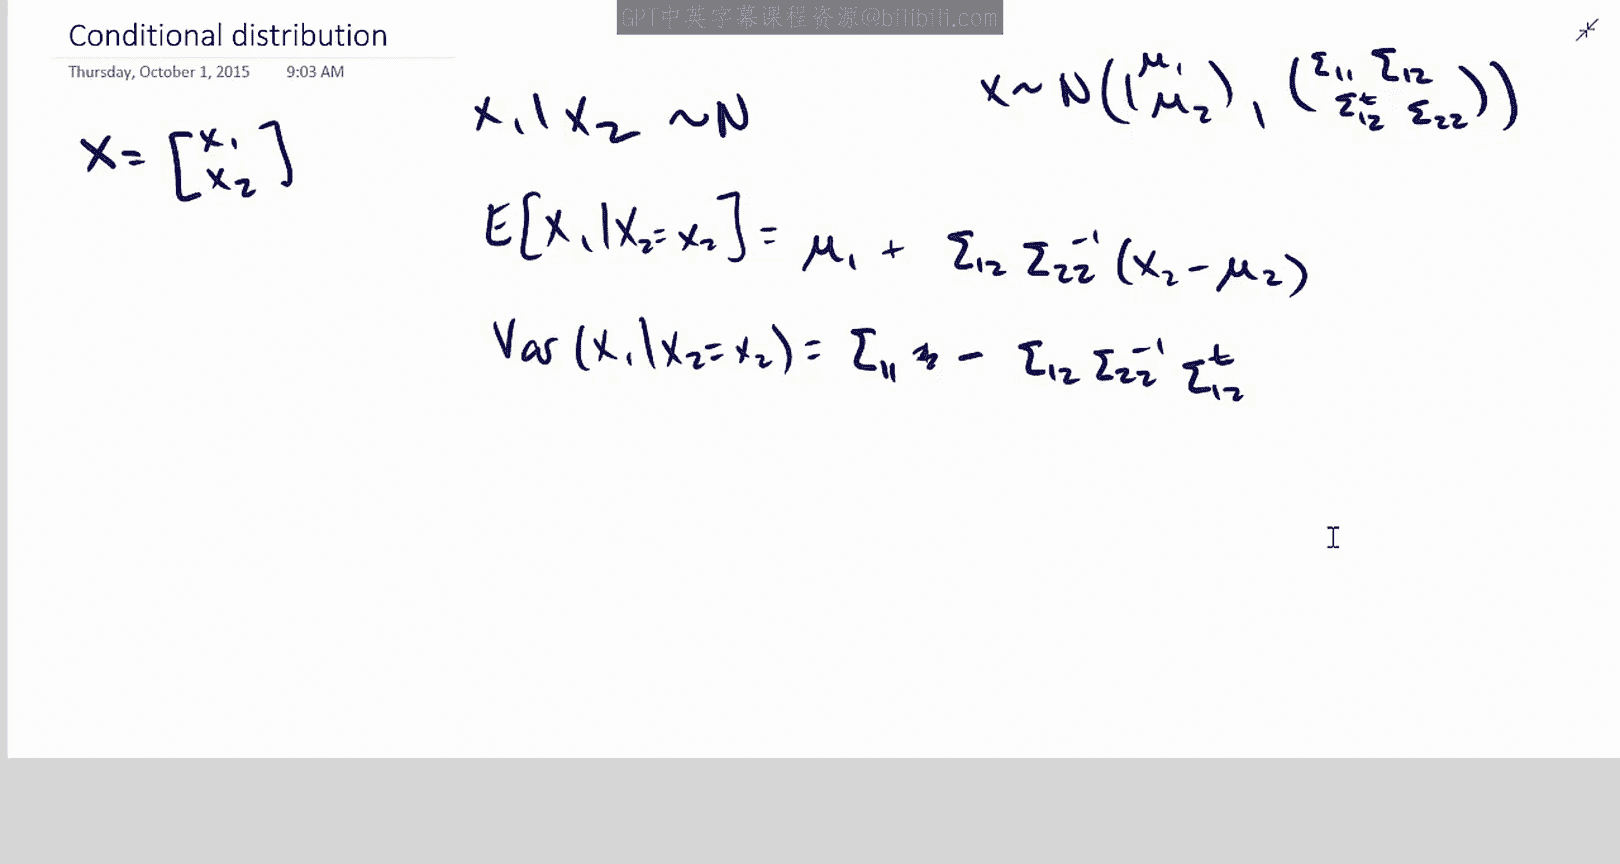 GPT中英字幕课程资源@bilibili.com
Conditional distribution
Thursday, October 1, 2015 9:03 AM
X = [x₁ x₂]
x₁ | x₂ ~ N
x ~ N((μ₁ μ₂), (Σ₁₁ Σ₁₂ Σ₁₂ᵗ Σ₂₂))
E[X₁|X₂=x₂] = μ₁ + Σ₁₂ Σ₂₂⁻¹ (x₂ - μ₂)
Var(x₁|x₂=x₂) = Σ₁₁ - Σ₁₂ Σ₂₂⁻¹ Σ₁₂ᵗ